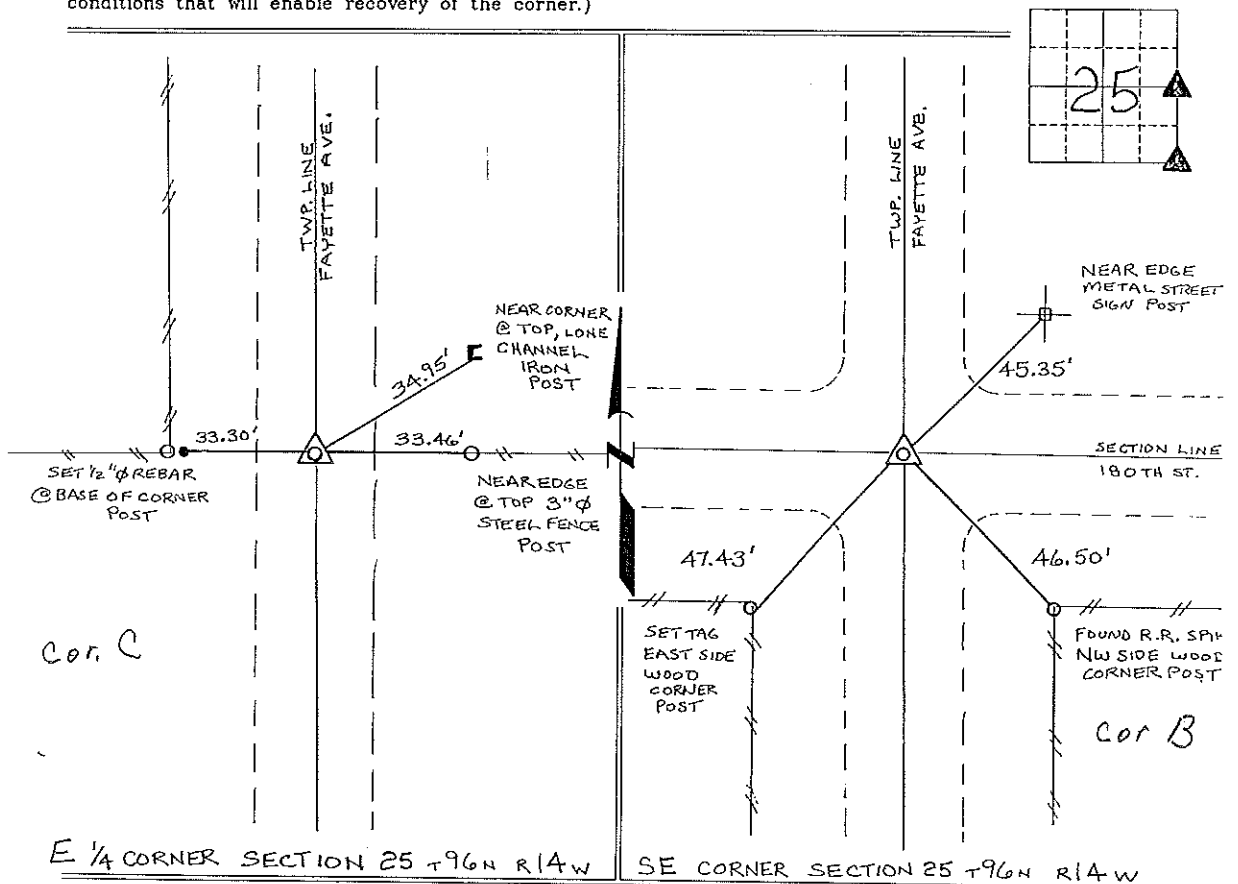 conditions that will enable recovery of the corner.)
25
TWP. LINE
FAYETTE AVE.
NEAR CORNER
@ TOP, LONE
CHANNEL
IRON
POST
34.95'
33.30'
33.46'
SET 1/2"Ø REBAR
@ BASE OF CORNER
POST
NEAR EDGE
@ TOP 3"Ø
STEEL FENCE
POST
Cor. C
E 1/4 CORNER SECTION 25 T96N R14W
TWP. LINE
FAYETTE AVE.
NEAR EDGE
METAL STREET
SIGN POST
45.35'
SECTION LINE
180TH ST.
N
47.43'
46.50'
SET TAG
EAST SIDE
WOOD
CORNER
POST
FOUND R.R.
NW SIDE
CORNER POST
Cor B
SE CORNER SECTION 25 T96N R14W